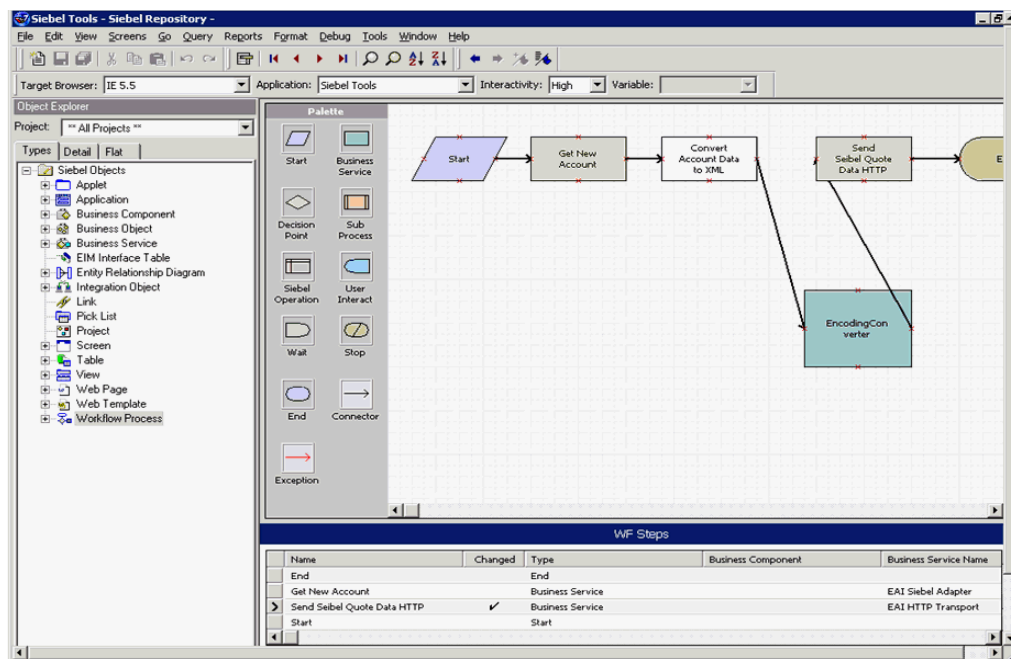 Siebel Tools - Siebel Repository -
File Edit View Screens Go Query Reports Format Debug Tools Window Help
Target Browser: IE 5.5 Application: Siebel Tools Interactivity: High Variable:
Object Explorer
Project: ** All Projects **
Types Detail Flat
Siebel Objects
Applet
Application
Business Component
Business Object
Business Service
EIM Interface Table
Entity Relationship Diagram
Integration Object
Link
Pick List
Project
Screen
Table
View
Web Page
Web Template
Workflow Process
Palette
Start
Business
Service
Decision
Point
Sub
Process
Siebel
Operation
User
Interact
Wait
Stop
End
Connector
Exception
Start
Get New
Account
Convert
Account Data
to XML
Send
Seibel Quote
Data HTTP
E
EncodingCon
verter
WF Steps
Name Changed Type Business Component Business Service Name
End End
Get New Account Business Service EAI Siebel Adapter
Send Seibel Quote Data HTTP ✓ Business Service EAI HTTP Transport
Start Start